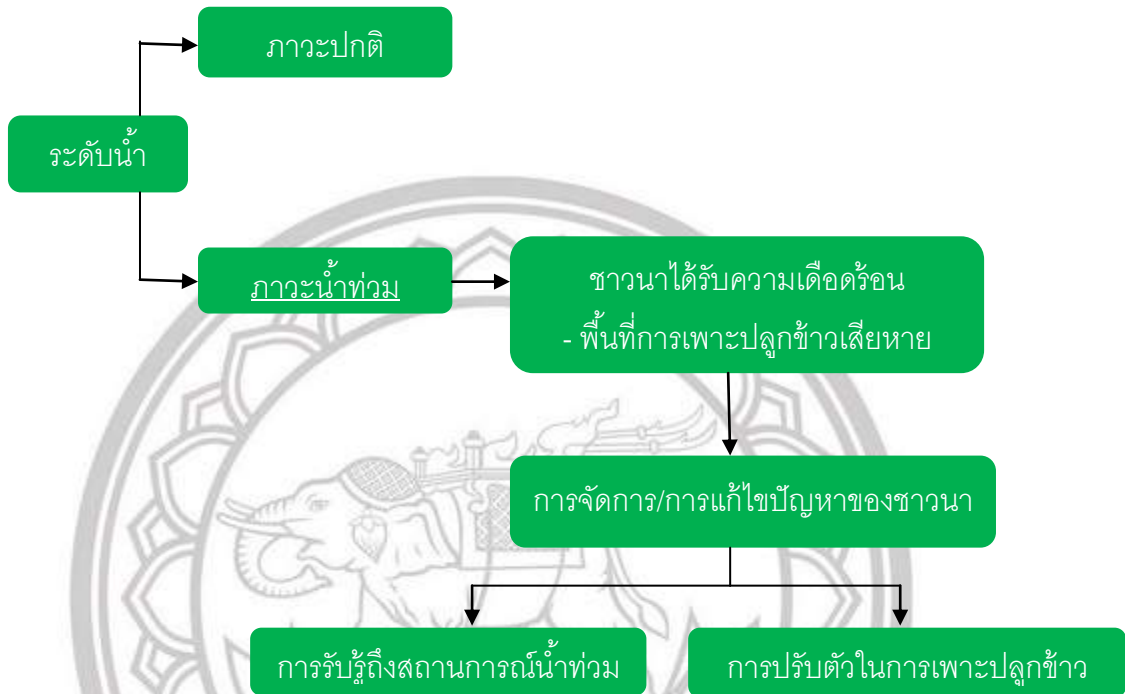 ภาวะปกติ
ระดับน้ำ
ภาวะน้ำท่วม
ชาวนาได้รับความเดือดร้อน
- พื้นที่การเพาะปลูกข้าวเสียหาย
การจัดการ/การแก้ไขปัญหาของชาวนา
การรับรู้ถึงสถานการณ์น้ำท่วม
การปรับตัวในการเพาะปลูกข้าว